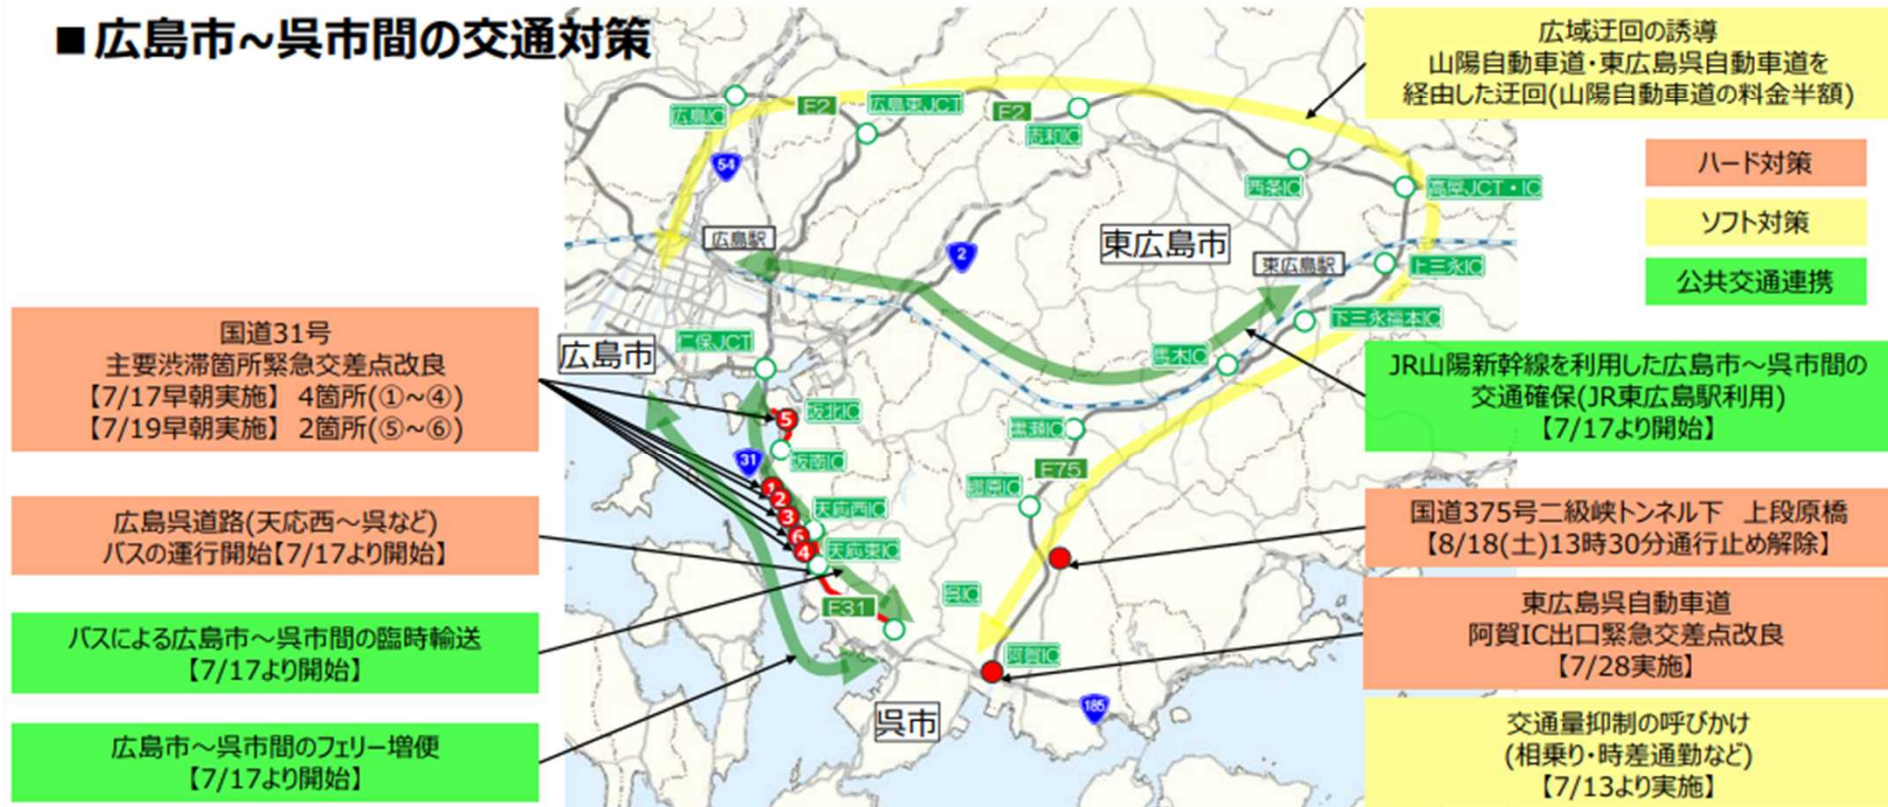 ■広島市~呉市間の交通対策
広域迂回の誘導
山陽自動車道・東広島呉自動車道を
経由した迂回(山陽自動車道の料金半額)
ハード対策
ソフト対策
公共交通連携
国道31号
主要渋滞箇所緊急交差点改良
【7/17早朝実施】 4箇所(①~④)
【7/19早朝実施】 2箇所(⑤~⑥)
広島呉道路(天応西~呉など)
バスの運行開始【7/17より開始】
バスによる広島市~呉市間の臨時輸送
【7/17より開始】
広島市~呉市間のフェリー増便
【7/17より開始】
JR山陽新幹線を利用した広島市~呉市間の
交通確保(JR東広島駅利用)
【7/17より開始】
国道375号二級峡トンネル下 上段原橋
【8/18(土)13時30分通行止め解除】
東広島呉自動車道
阿賀IC出口緊急交差点改良
【7/28実施】
交通量抑制の呼びかけ
(相乗り・時差通勤など)
【7/13より実施】
広島IC
E2
広島東JCT
E2
志和IC
54
西条IC
高屋JCT・IC
広島駅
2
東広島市
東広島駅
上三永IC
下三永福本IC
仁保JCT
広島市
馬木IC
5
坂北IC
黒瀬IC
31
坂南IC
E75
1
2
郷原IC
3
天応西IC
6
4
天応東IC
E31
呉IC
阿賀IC
呉市
185